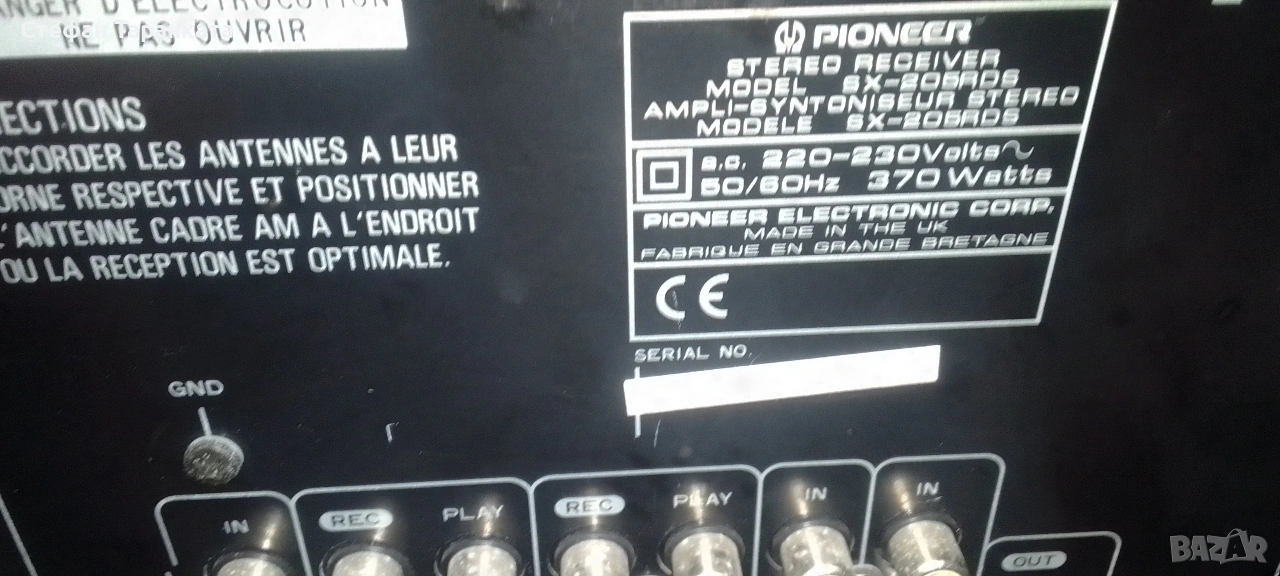 D'ELECTROCUTION
NE PAS OUVRIR
LES ANTENNES A LEUR
RESPECTIVE ET POSITIONNER
L'ANTENNE CADRE AM A L'ENDROIT
OU LA RECEPTION EST OPTIMALE.
PIONEER
STEREO RECEIVER
MODEL SX-205RDS
AMPLI-SYNTONISEUR STEREO
MODELE SX-205RDS
a.c. 220-230Volts~
50/60Hz 370 Watts
PIONEER ELECTRONIC CORP.
MADE IN THE UK
FABRIQUE EN GRANDE BRETAGNE
CE
SERIAL NO.
GND
IN
REC
PLAY
REC
PLAY
IN
IN
OUT
BAZAR